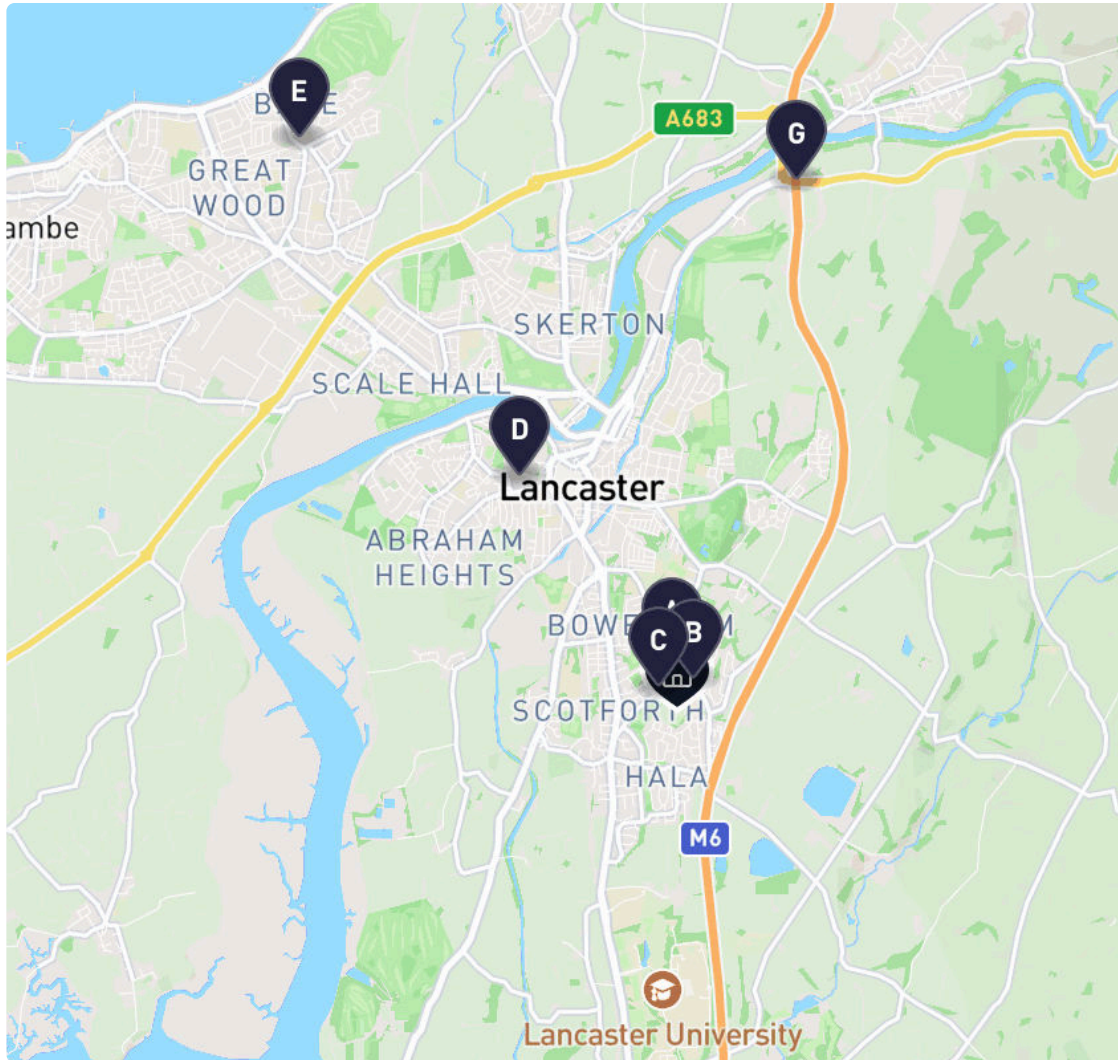 E
A683
G
GREAT
WOOD
ambe
SKERTON
SCALE HALL
D
Lancaster
ABRAHAM
HEIGHTS
C
B
SCOTFORTH
HALA
M6
Lancaster University